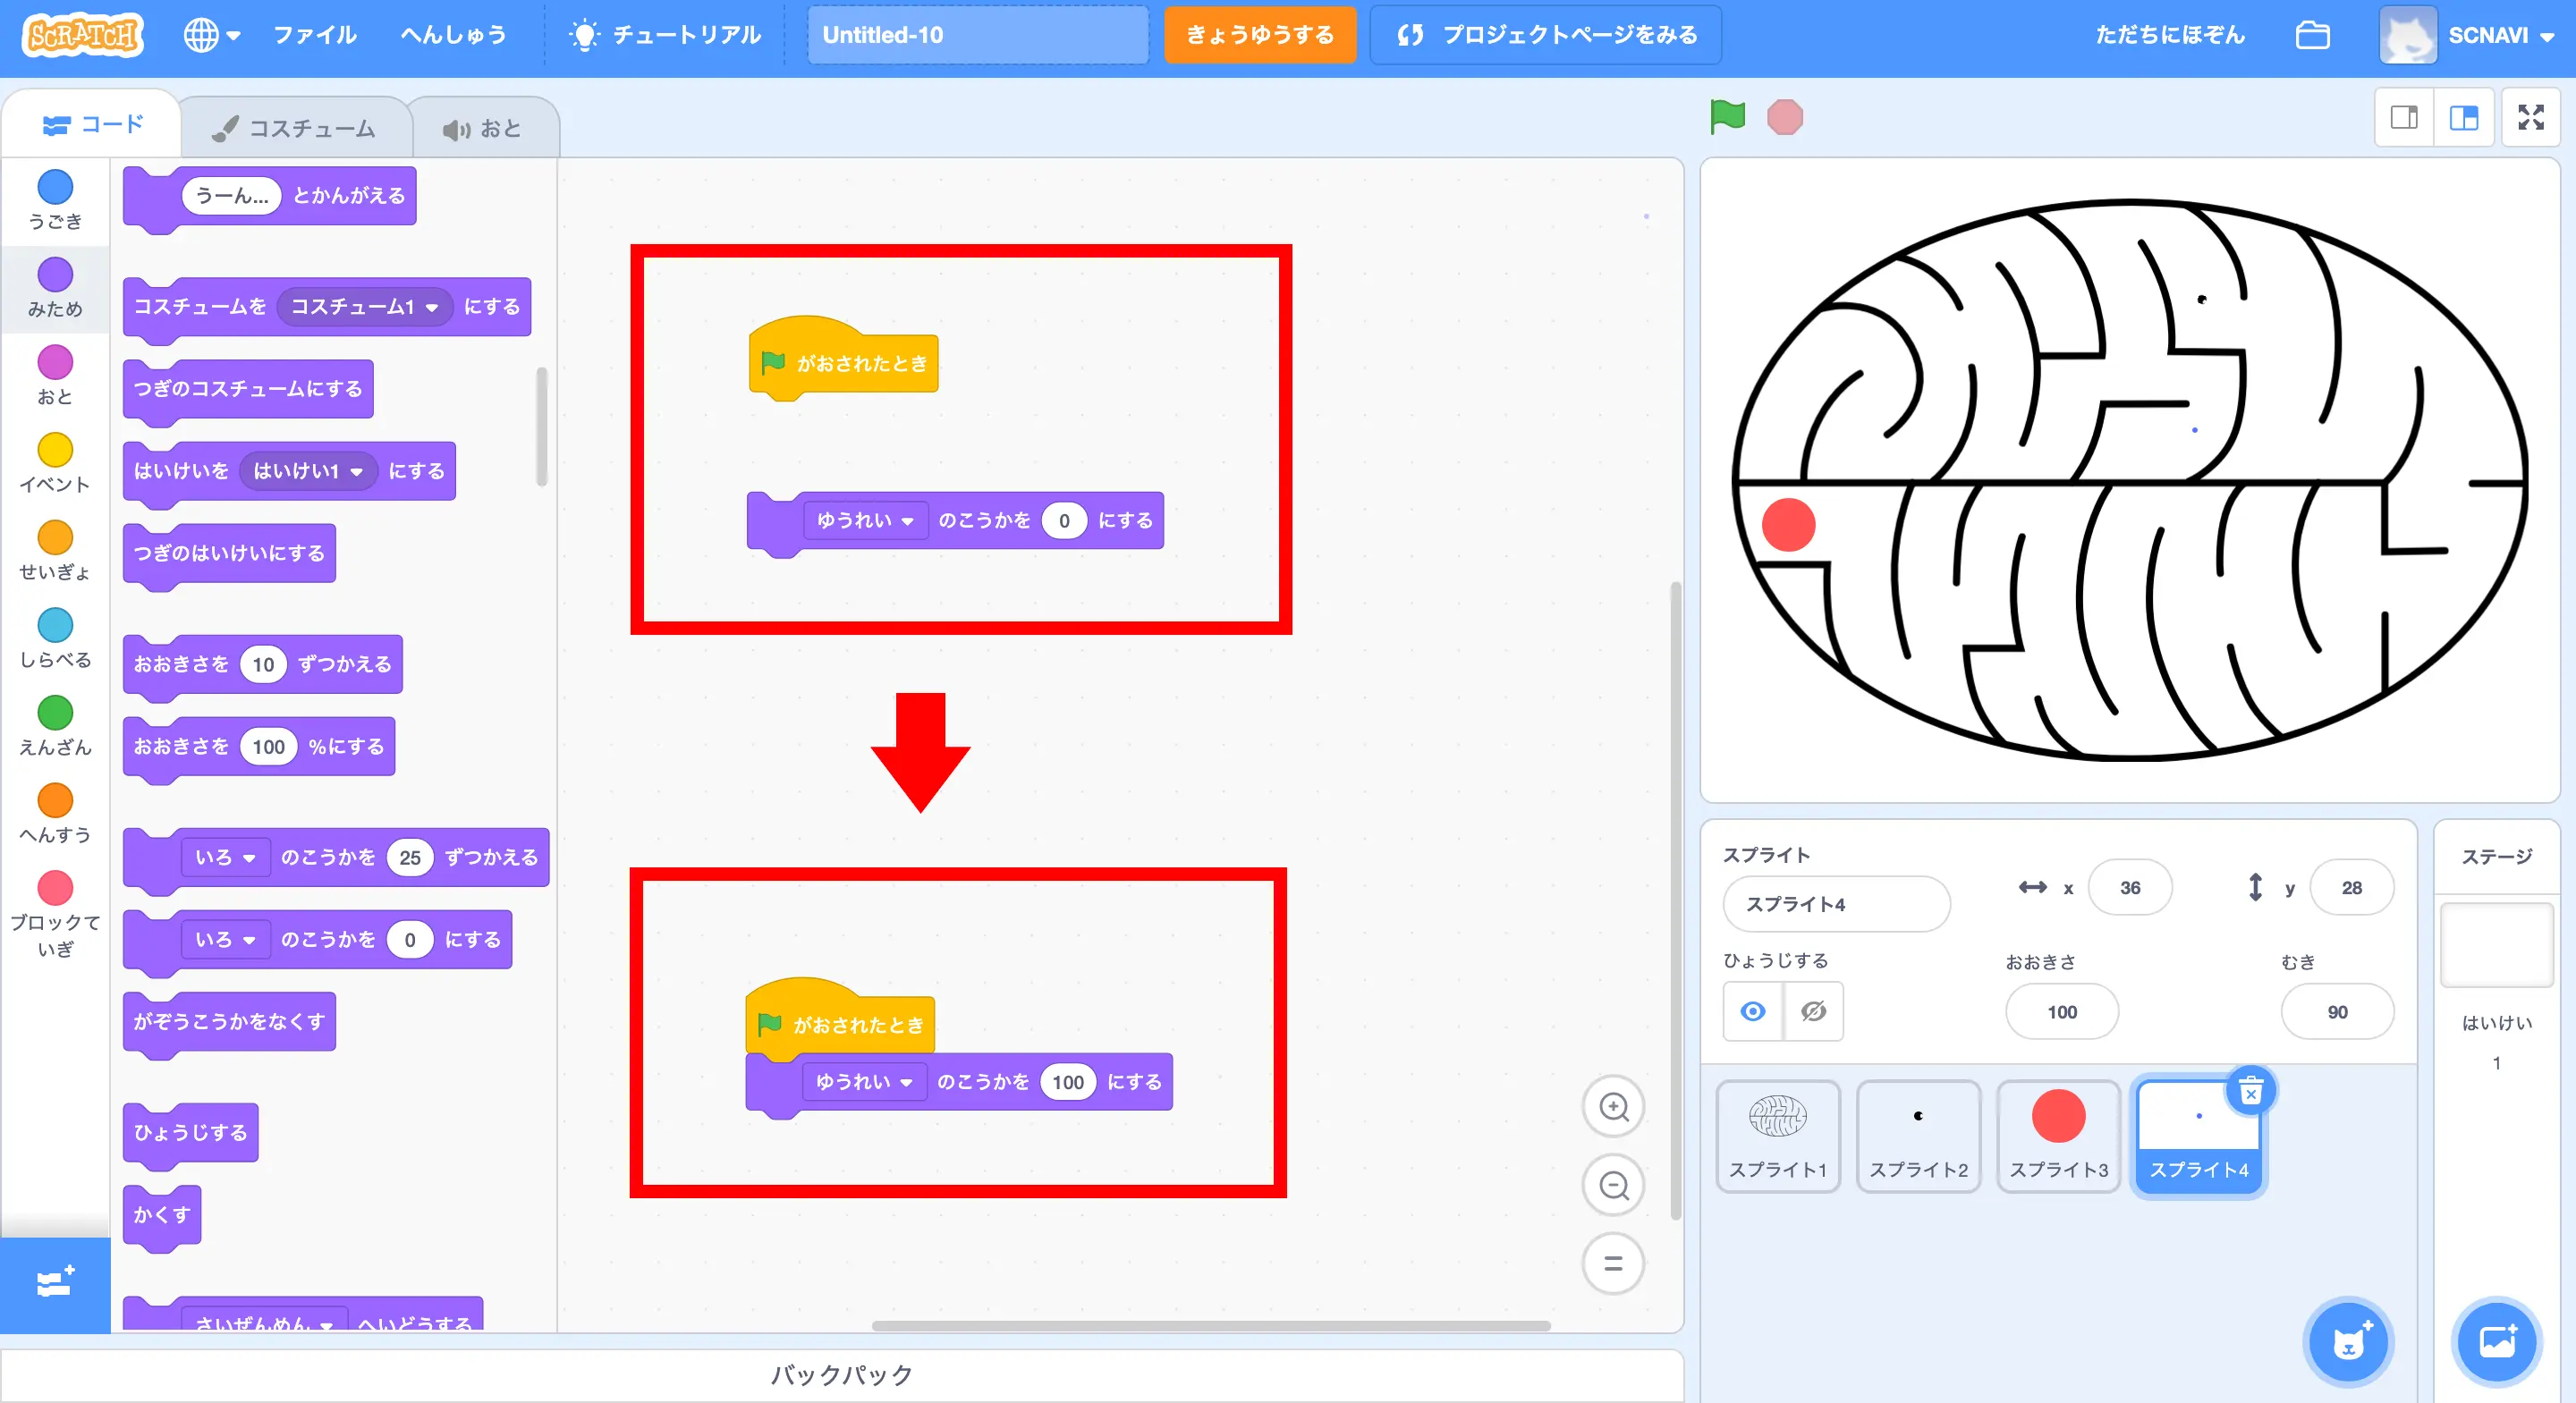 SCRATCH
ファイル
へんしゅう
チュートリアル
Untitled-10
きょうゆうする
プロジェクトページをみる
ただちにほぞん
SCNAVI
コード
コスチューム
おと
うごき
みため
おと
イベント
せいぎょ
しらべる
えんざん
へんすう
ブロックて
いぎ
うーん... とかんがえる
コスチュームを コスチューム1 にする
つぎのコスチュームにする
はいけいを はいけい1 にする
つぎのはいけいにする
おおきさを 10 ずつかえる
おおきさを 100 %にする
いろ のこうかを 25 ずつかえる
いろ のこうかを 0 にする
がぞうこうかをなくす
ひょうじする
かくす
さいぜんめん へいどうする
がおされたとき
ゆうれい のこうかを 0 にする
がおされたとき
ゆうれい のこうかを 100 にする
バックパック
スプライト
スプライト4
x 36
y 28
ひょうじする
おおきさ
100
むき
90
スプライト1
スプライト2
スプライト3
スプライト4
ステージ
はいけい
1